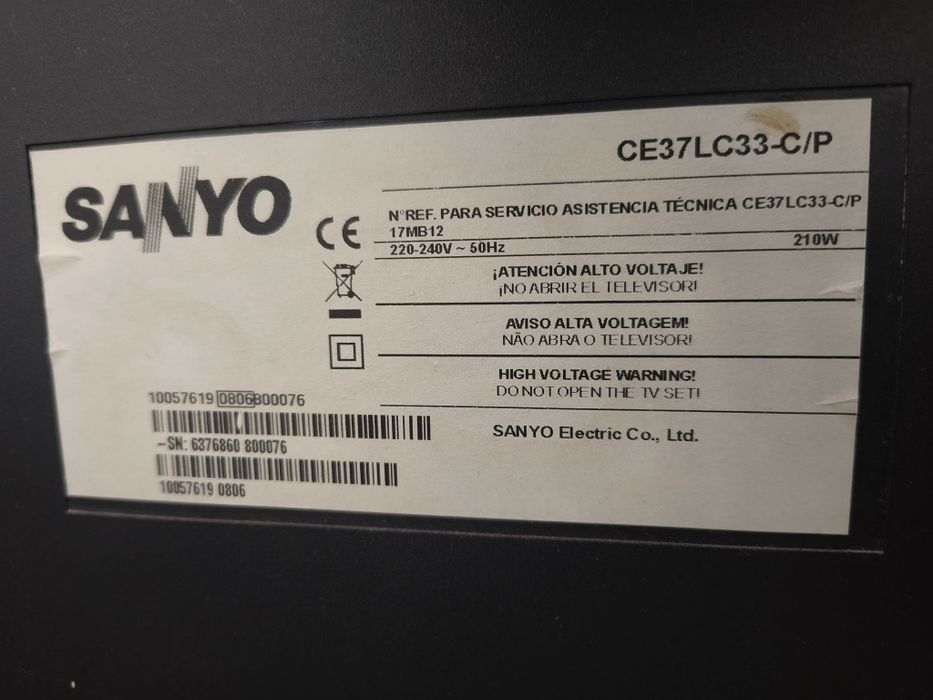 SANYO
CE37LC33-C/P
CE
N°REF. PARA SERVICIO ASISTENCIA TÉCNICA CE37LC33-C/P
17MB12
220-240V ~ 50Hz 210W
¡ATENCIÓN ALTO VOLTAJE!
¡NO ABRIR EL TELEVISOR!
AVISO ALTA VOLTAGEM!
NÃO ABRA O TELEVISOR!
HIGH VOLTAGE WARNING!
DO NOT OPEN THE TV SET!
SANYO Electric Co., Ltd.
10057619 0806800076
-SN: 6376860 800076
10057619 0806